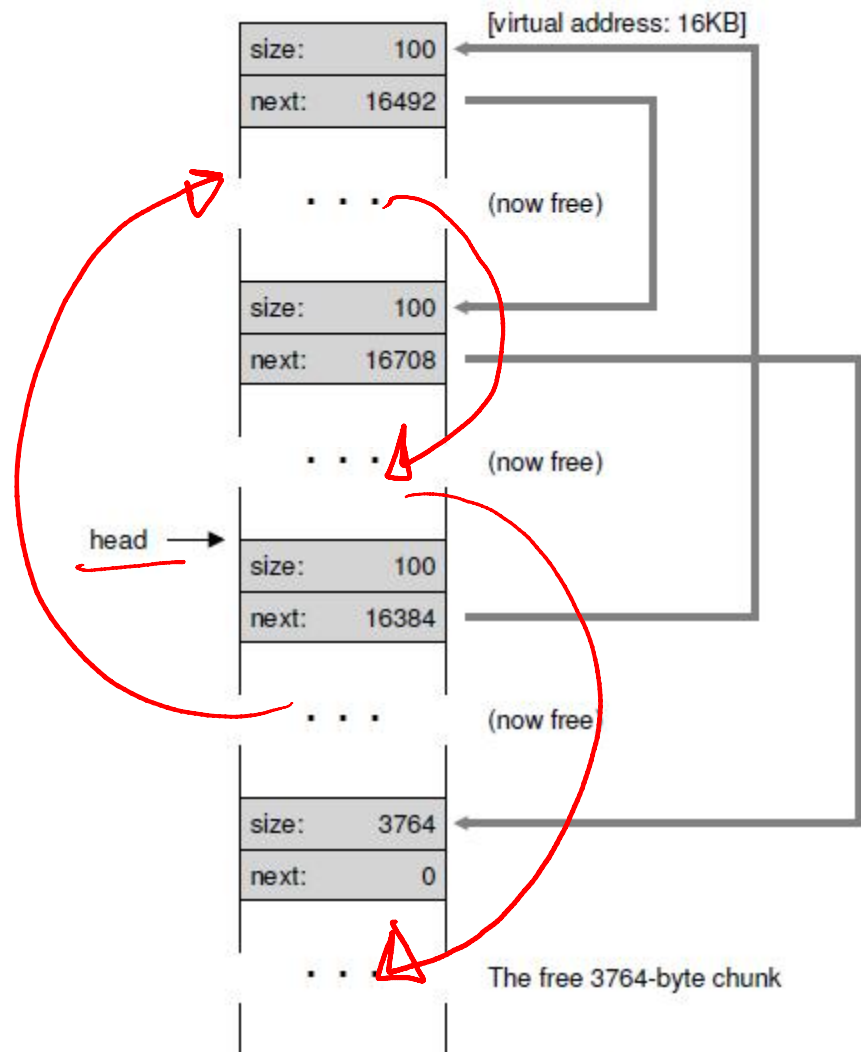 [virtual address: 16KB]
size: 100
next: 16492
. . . (now free)
size: 100
next: 16708
. . . (now free)
head
size: 100
next: 16384
. . . (now free)
size: 3764
next: 0
. . . The free 3764-byte chunk